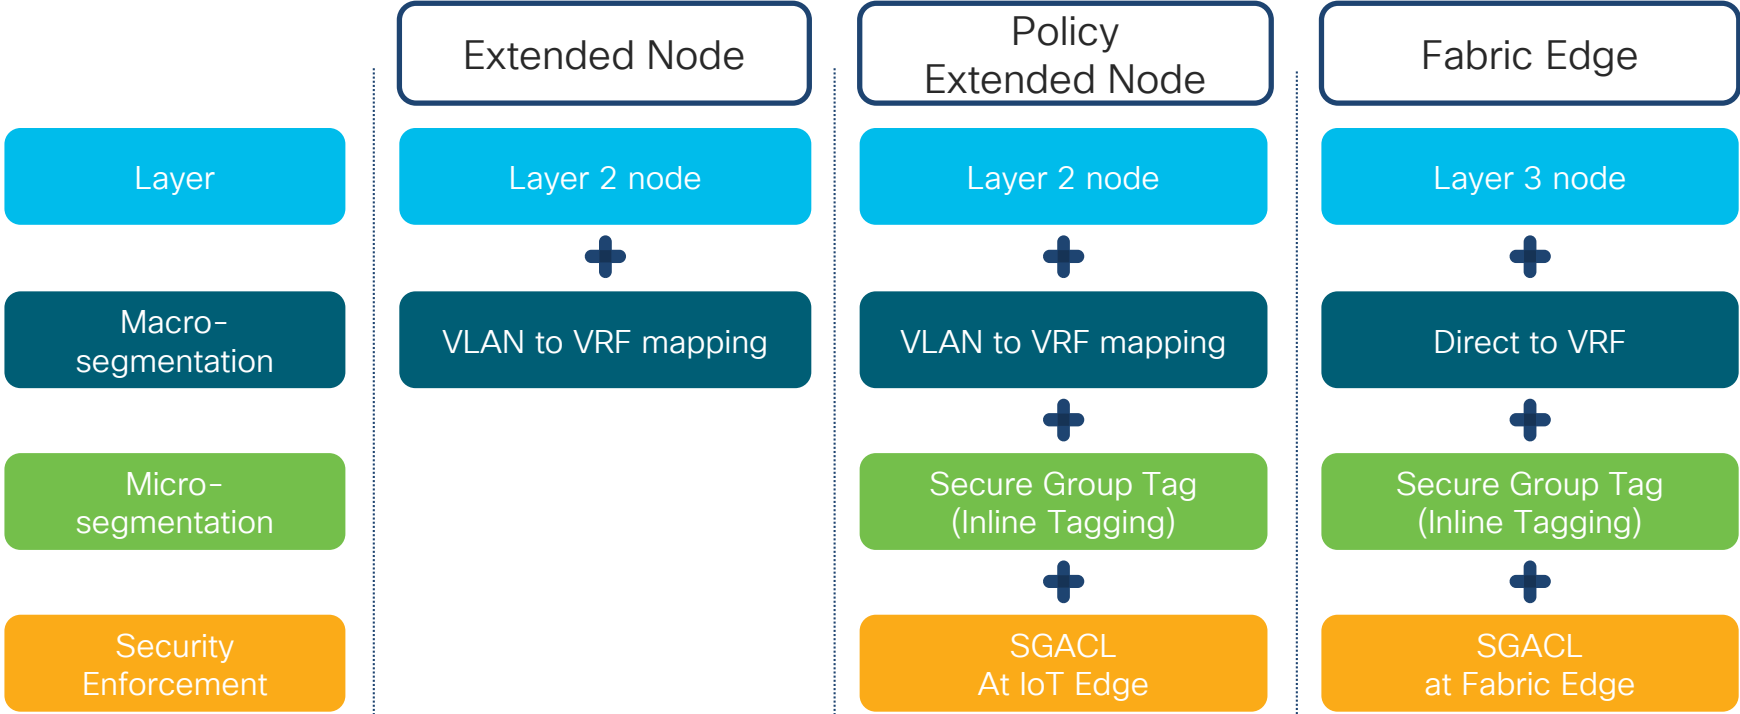 Extended Node
Policy
Extended Node
Fabric Edge
Layer
Layer 2 node
Layer 2 node
Layer 3 node
Macro-
segmentation
VLAN to VRF mapping
VLAN to VRF mapping
Direct to VRF
Micro-
segmentation
Secure Group Tag
(Inline Tagging)
Secure Group Tag
(Inline Tagging)
Security
Enforcement
SGACL
At IoT Edge
SGACL
at Fabric Edge